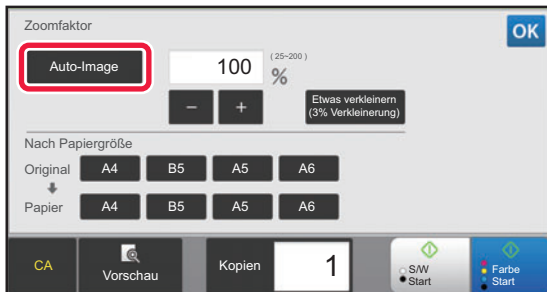 Zoomfaktor
OK
Auto-Image
100
(25~200)
%
−
+
Etwas verkleinern
(3% Verkleinerung)
Nach Papiergröße
Original A4 B5 A5 A6
Papier A4 B5 A5 A6
CA
Vorschau
Kopien
1
S/W
Start
Farbe
Start